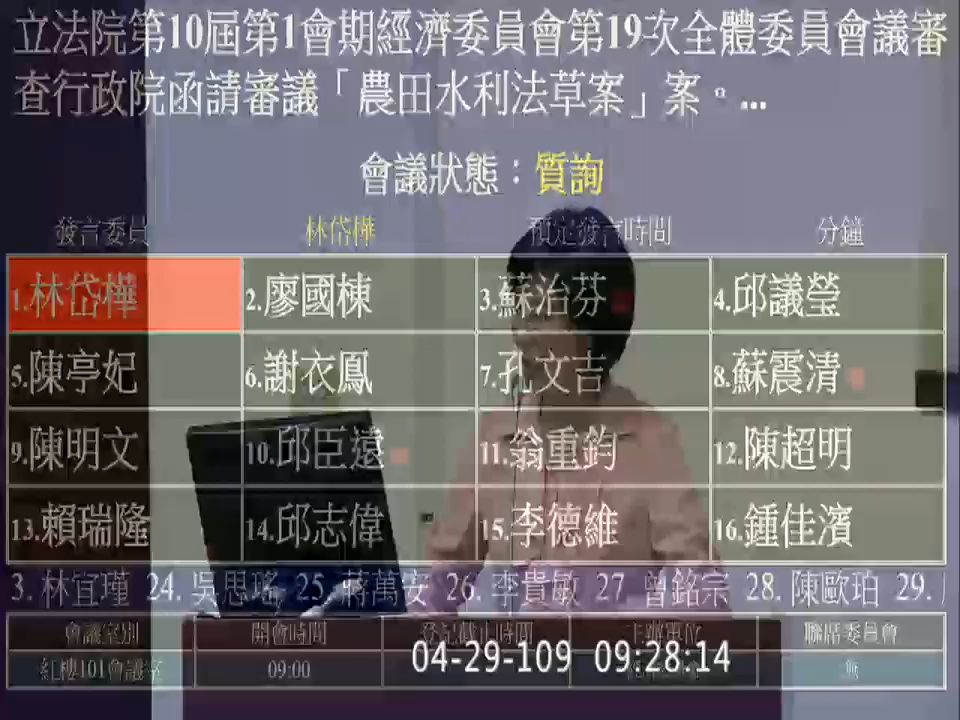 立法院第10屆第1會期經濟委員會第19次全體委員會議審
查行政院函請審議「農田水利法草案」案。...
會議狀態：質詢
發言委員 林岱樺 預定發言時間 分鐘
1.林岱樺 2.廖國棟 3.蘇治芬 4.邱議瑩
5.陳亭妃 6.謝衣鳳 7.孔文吉 8.蘇震清
9.陳明文 10.邱臣遠 11.翁重鈞 12.陳超明
13.賴瑞隆 14.邱志偉 15.李德維 16.鍾佳濱
3. 林宜瑾 24. 吳思瑤 25. 蔣萬安 26. 李貴敏 27. 曾銘宗 28. 陳歐珀 29.
會議室別 開會時間 登記截止時間 主辦單位 聯席委員會
紅樓101會議室 09:00 無
04-29-109 09:28:14